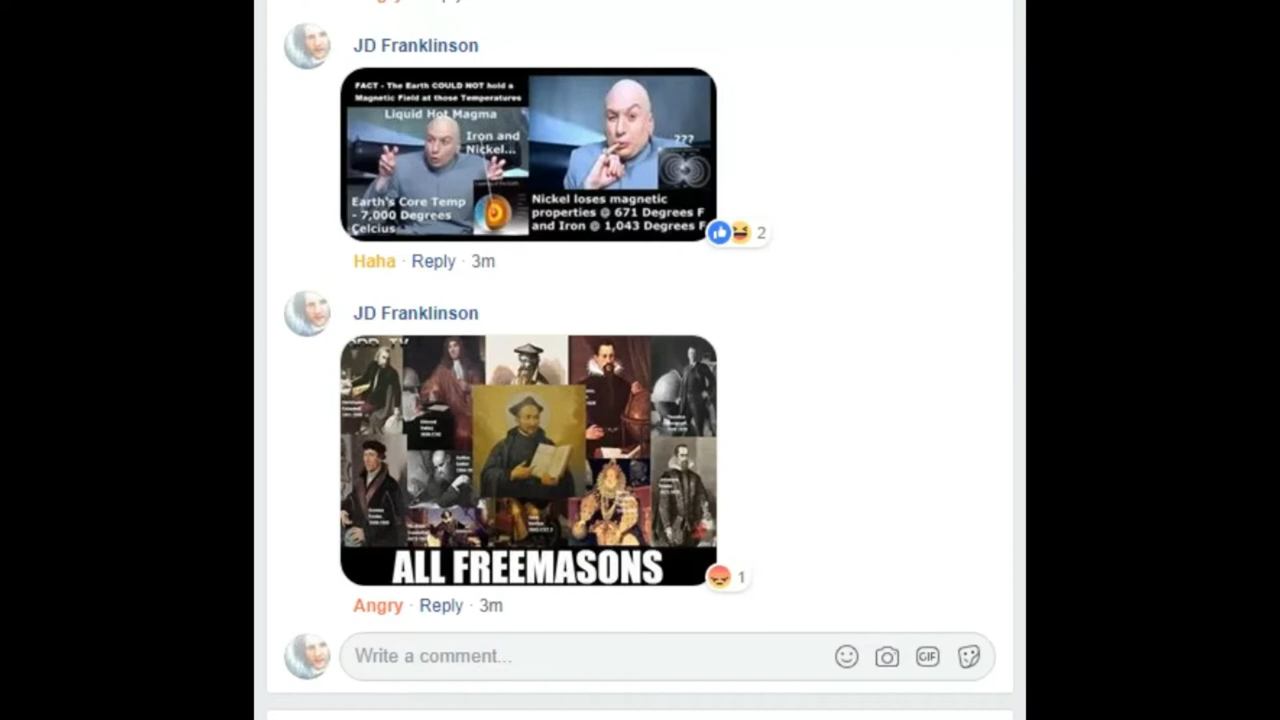 JD Franklinson
FACT - The Earth COULD NOT hold a
Magnetic Field at those Temperatures
Liquid Hot Magma
Iron and
Nickel...
Earth's Core Temp
- 7,000 Degrees
Celcius
???
Nickel loses magnetic
properties @ 671 Degrees F
and Iron @ 1,043 Degrees F
2
Haha · Reply · 3m
JD Franklinson
ALL FREEMASONS
1
Angry · Reply · 3m
Write a comment...
GIF